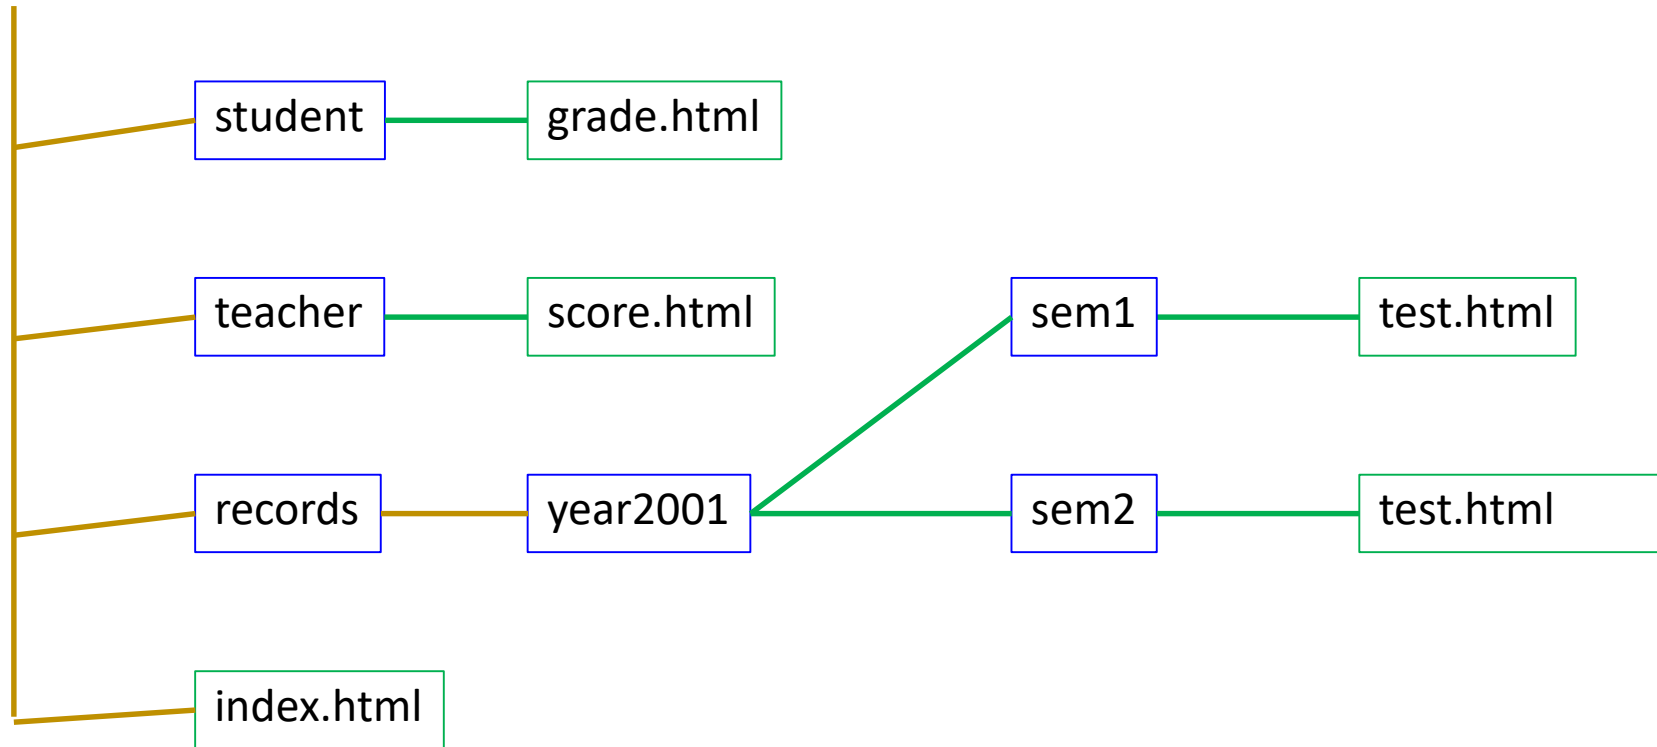 student grade.html
teacher score.html sem1 test.html
records year2001 sem2 test.html
index.html